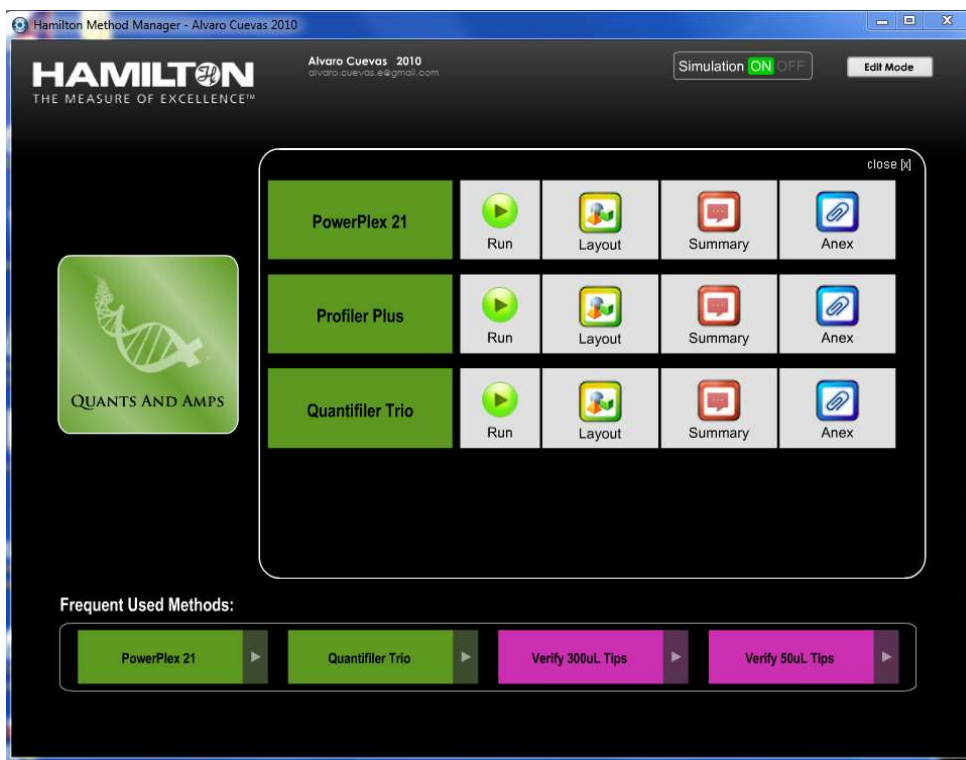 Hamilton Method Manager - Alvaro Cuevas 2010
HAMILTON
THE MEASURE OF EXCELLENCE™
Alvaro Cuevas 2010
alvaro.cuevas.e@gmail.com
Simulation ON OFF
Edit Mode
close [x]
PowerPlex 21
Run
Layout
Summary
Anex
Profiler Plus
Run
Layout
Summary
Anex
Quantifiler Trio
Run
Layout
Summary
Anex
QUANTS AND AMPS
Frequent Used Methods:
PowerPlex 21
Quantifiler Trio
Verify 300uL Tips
Verify 50uL Tips